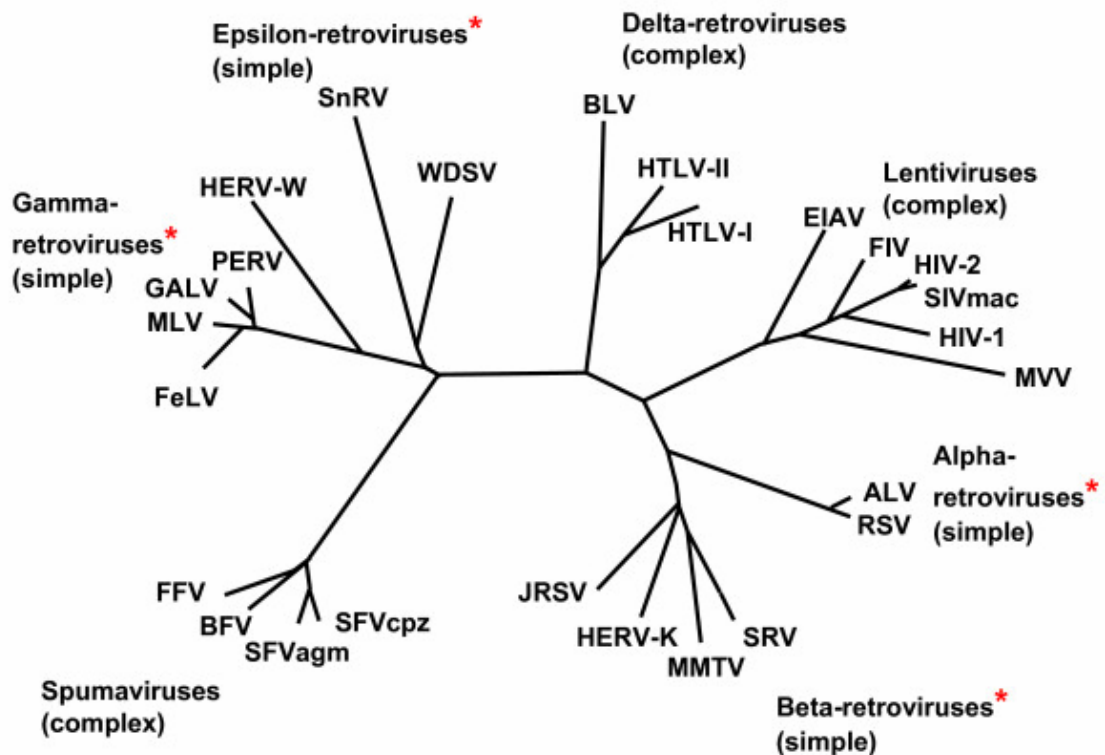 Epsilon-retroviruses*
(simple)
SnRV
WDSV
Delta-retroviruses
(complex)
BLV
HTLV-II
HTLV-I
Lentiviruses
(complex)
EIAV
FIV
HIV-2
SIVmac
HIV-1
MVV
Gamma-
retroviruses*
(simple)
HERV-W
PERV
GALV
MLV
FeLV
Alpha-
retroviruses*
(simple)
ALV
RSV
FFV
BFV
SFVagm
SFVcpz
Spumaviruses
(complex)
JRSV
HERV-K
MMTV
SRV
Beta-retroviruses*
(simple)